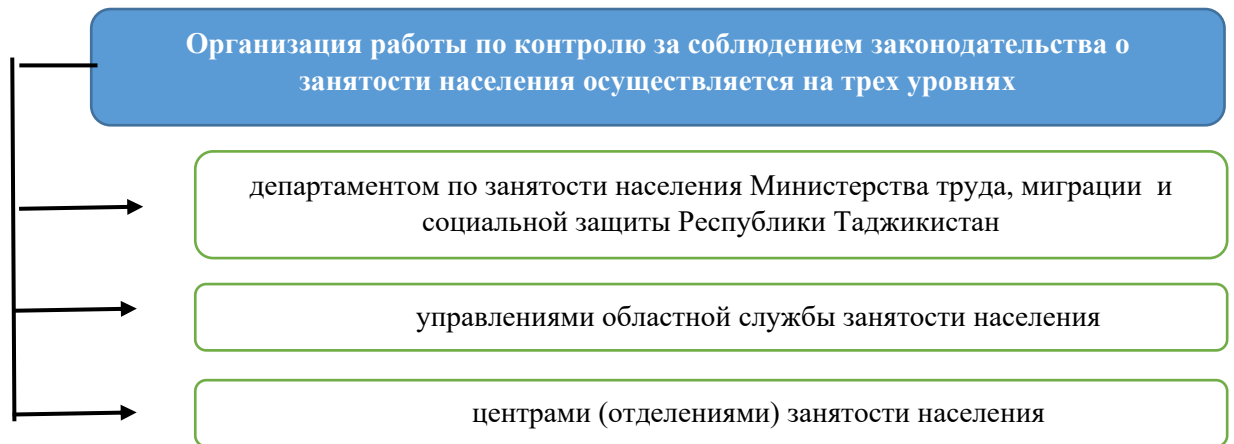 Организация работы по контролю за соблюдением законодательства о
занятости населения осуществляется на трех уровнях
департаментом по занятости населения Министерства труда, миграции и
социальной защиты Республики Таджикистан
управлениями областной службы занятости населения
центрами (отделениями) занятости населения